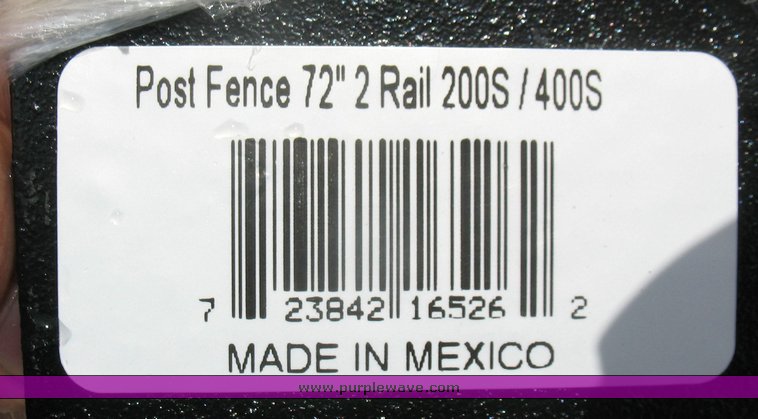 Post Fence 72" 2 Rail 200S / 400S
7 23842 16526 2
MADE IN MEXICO
www.purplewave.com